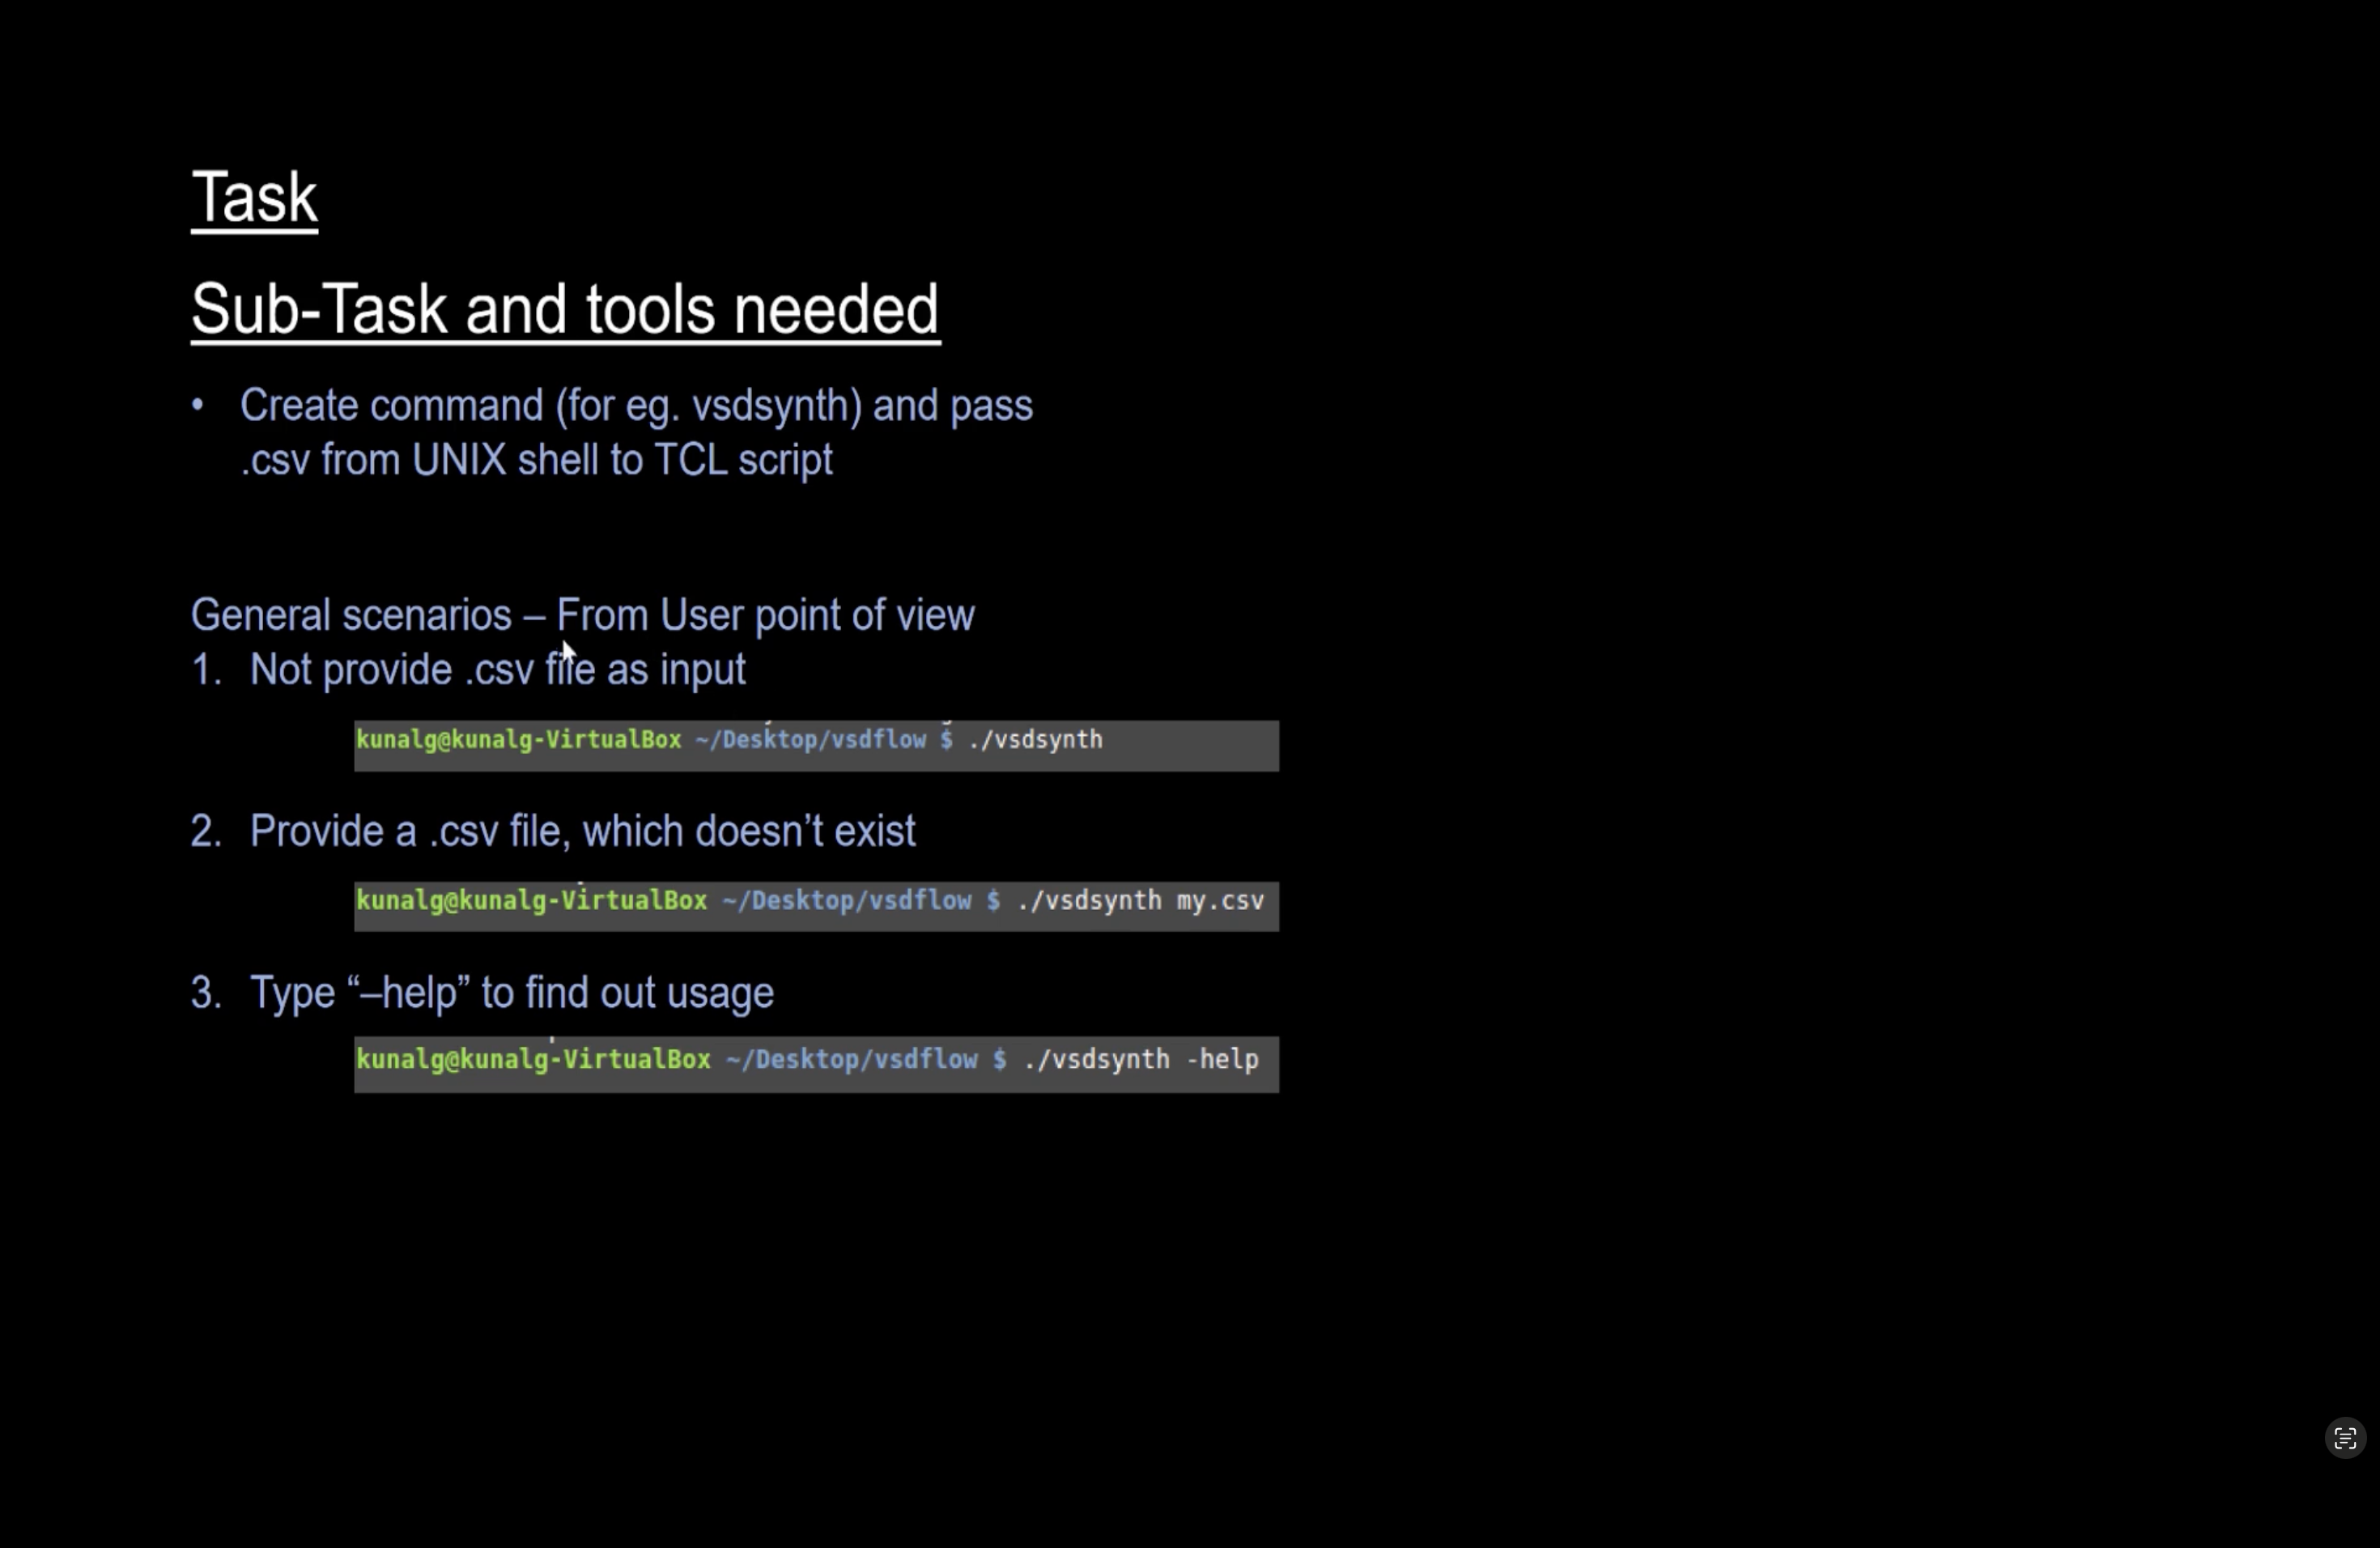 Task
Sub-Task and tools needed
• Create command (for eg. vsdsynth) and pass
.csv from UNIX shell to TCL script
General scenarios – From User point of view
1. Not provide .csv file as input
kunalg@kunalg-VirtualBox ~/Desktop/vsdflow $ ./vsdsynth
2. Provide a .csv file, which doesn’t exist
kunalg@kunalg-VirtualBox ~/Desktop/vsdflow $ ./vsdsynth my.csv
3. Type “–help” to find out usage
kunalg@kunalg-VirtualBox ~/Desktop/vsdflow $ ./vsdsynth -help